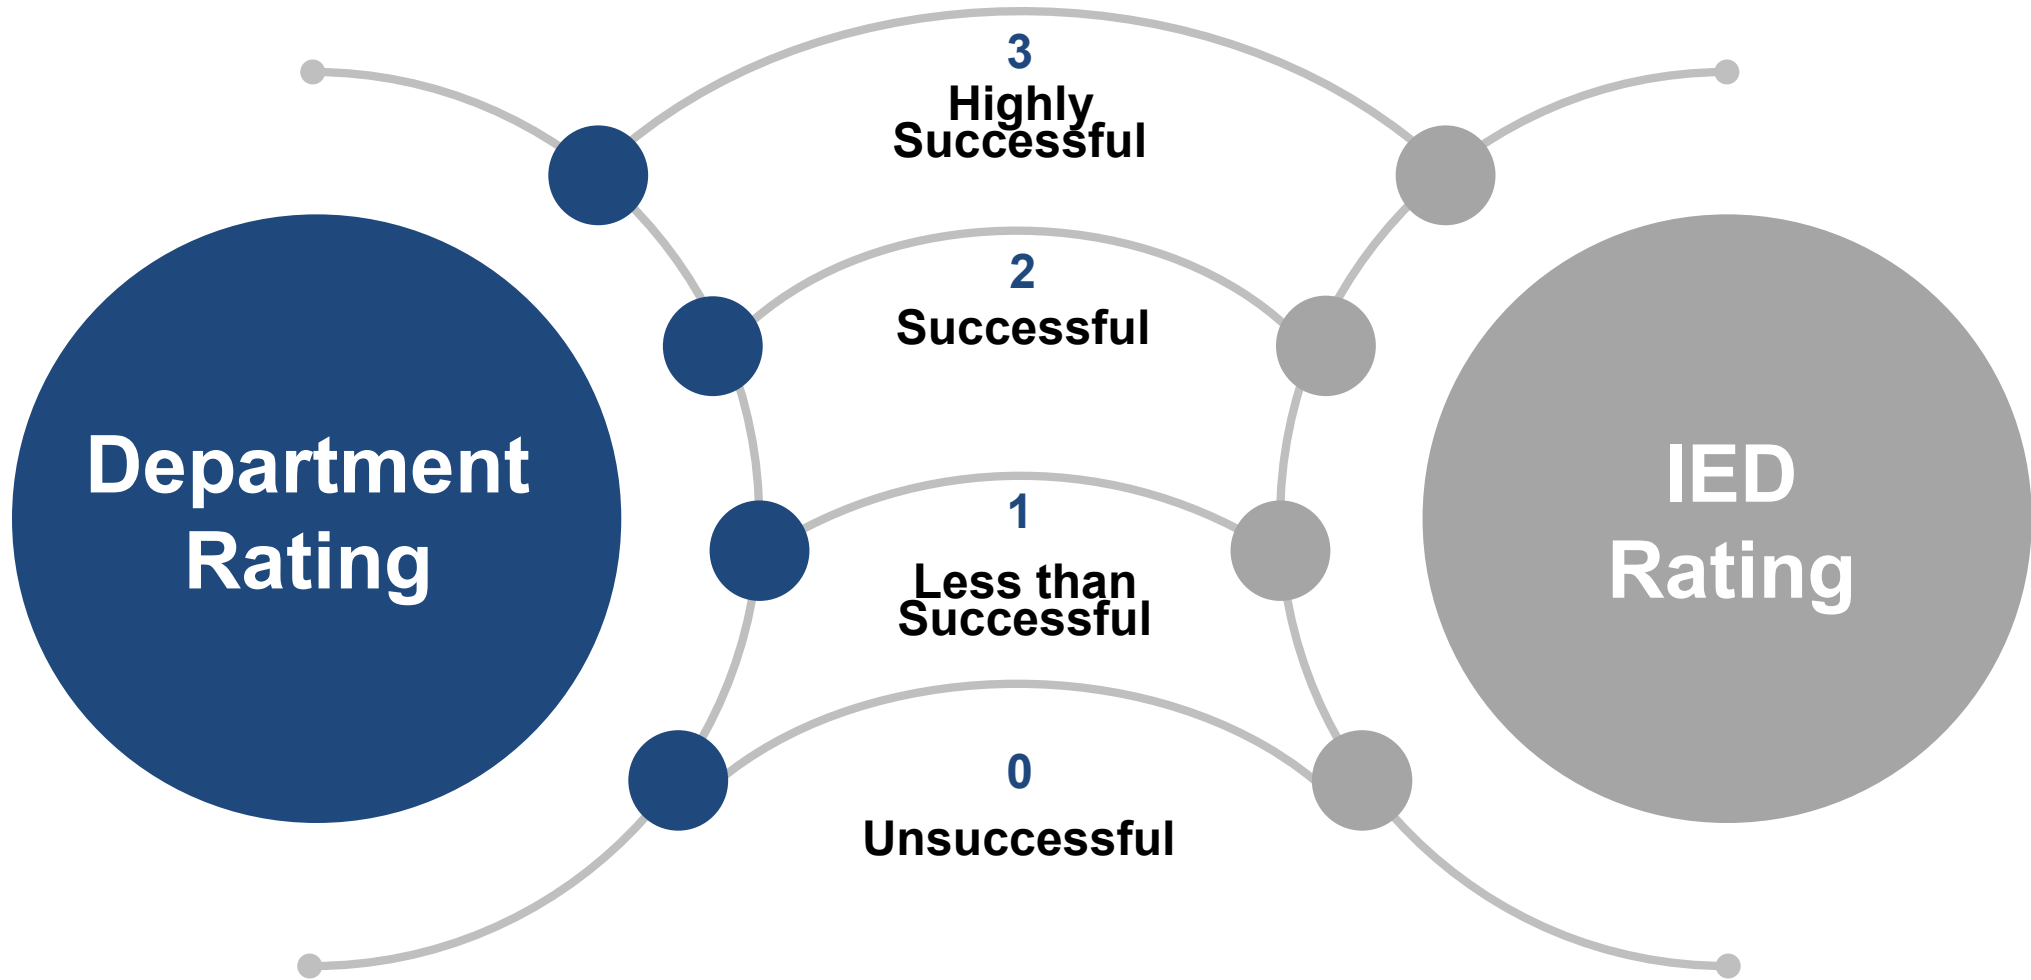 3
Highly
Successful
2
Successful
Department
Rating
IED
Rating
1
Less than
Successful
0
Unsuccessful